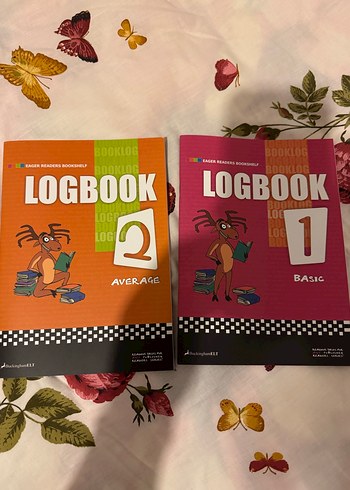 EAGER READERS BOOKSHELF
BOOKLOG
LOGBOOK
2
AVERAGE
BuckinghamELT
EAGER READERS BOOKSHELF
BOOKLOG
LOGBOOK
1
BASIC
BuckinghamELT